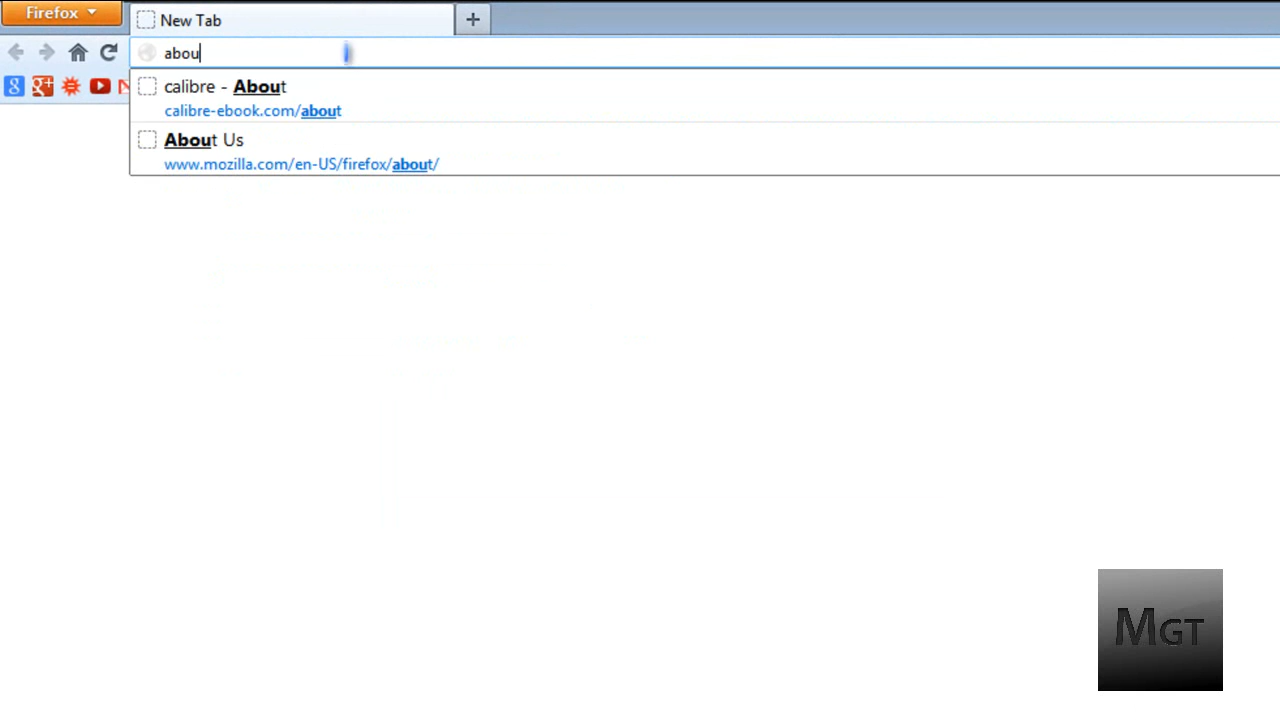 Firefox
New Tab
abou
calibre - About
calibre-ebook.com/about
About Us
www.mozilla.com/en-US/firefox/about/
MGT